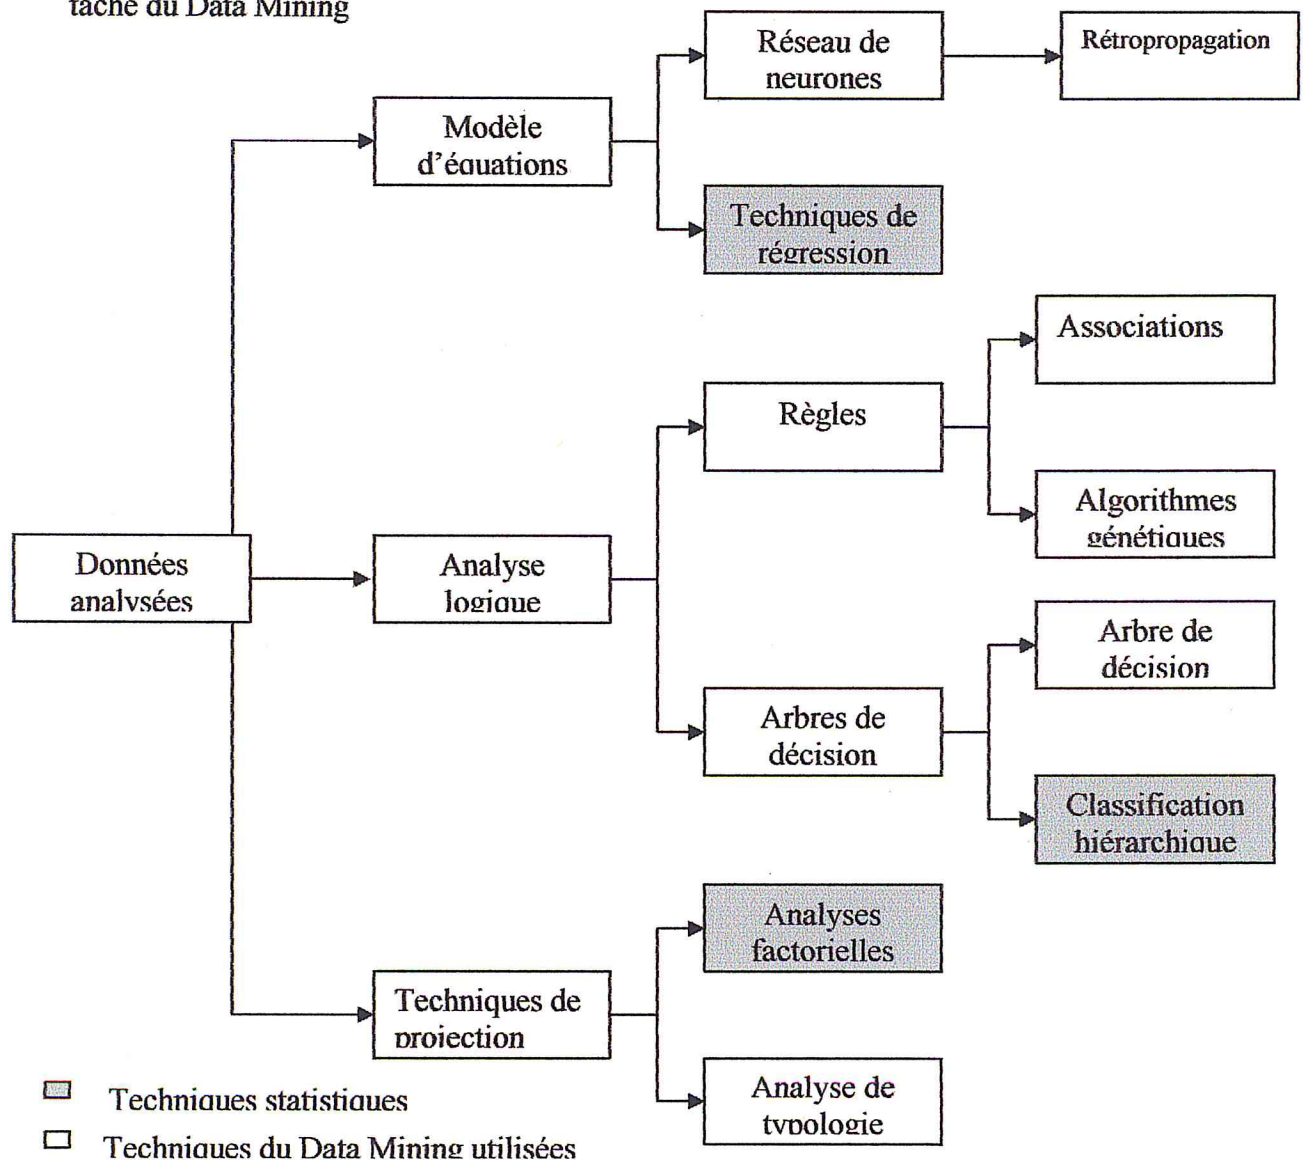 tâche du Data Mining
Réseau de
neurones
Rétropropagation
Modèle
d'équations
Techniques de
régression
Associations
Règles
Algorithmes
génétiques
Données
analysées
Analyse
logique
Arbre de
décision
Arbres de
décision
Classification
hiérarchique
Analyses
factorielles
Techniques de
projection
Analyse de
typologie
Techniques statistiques
Techniques du Data Mining utilisées